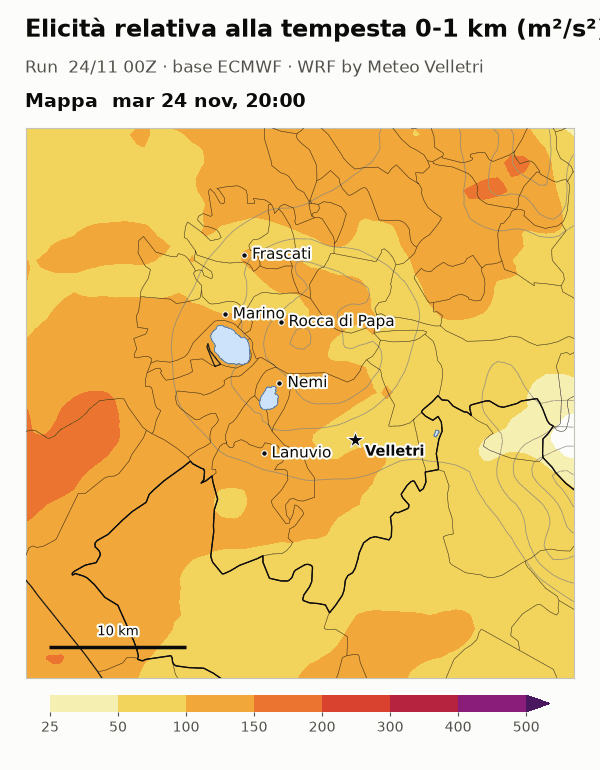 Elicità relativa alla tempesta 0-1 km (m²/s²)
Run 24/11 00Z · base ECMWF · WRF by Meteo Velletri
Mappa mar 24 nov, 20:00
Frascati
Marino
Rocca di Papa
Nemi
Velletri
Lanuvio
10 km
25 50 100 150 200 300 400 500